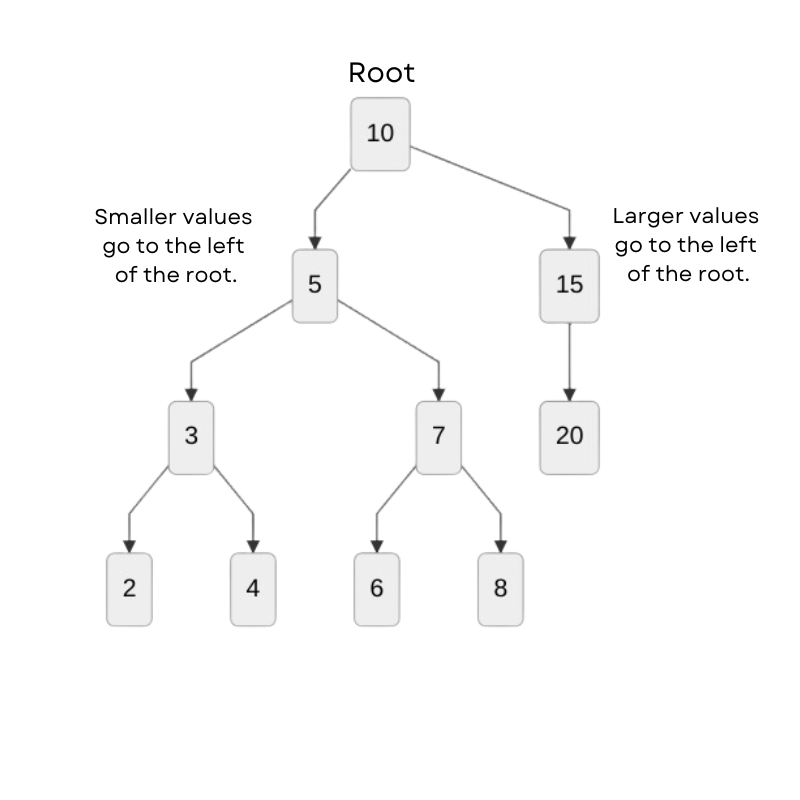 Root
10
Smaller values
go to the left
of the root.
Larger values
go to the left
of the root.
5
15
3
7
20
2
4
6
8